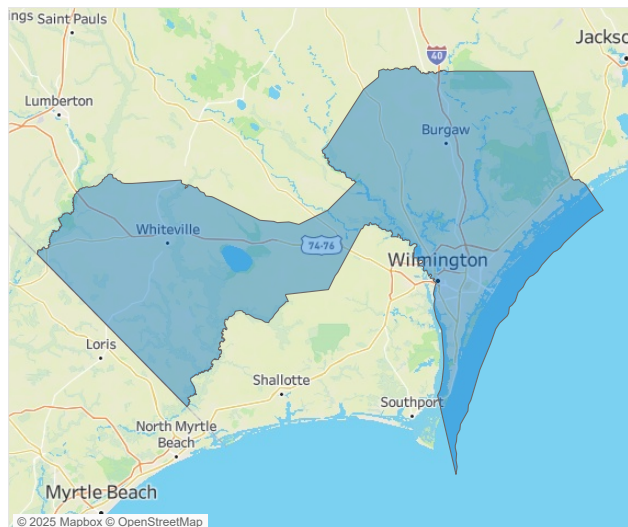 ngs
Saint Pauls
40
Jackso
Lumberton
Burgaw
Whiteville
74-76
Wilmington
Loris
Shallotte
Southport
North Myrtle
Beach
Myrtle Beach
© 2025 Mapbox © OpenStreetMap